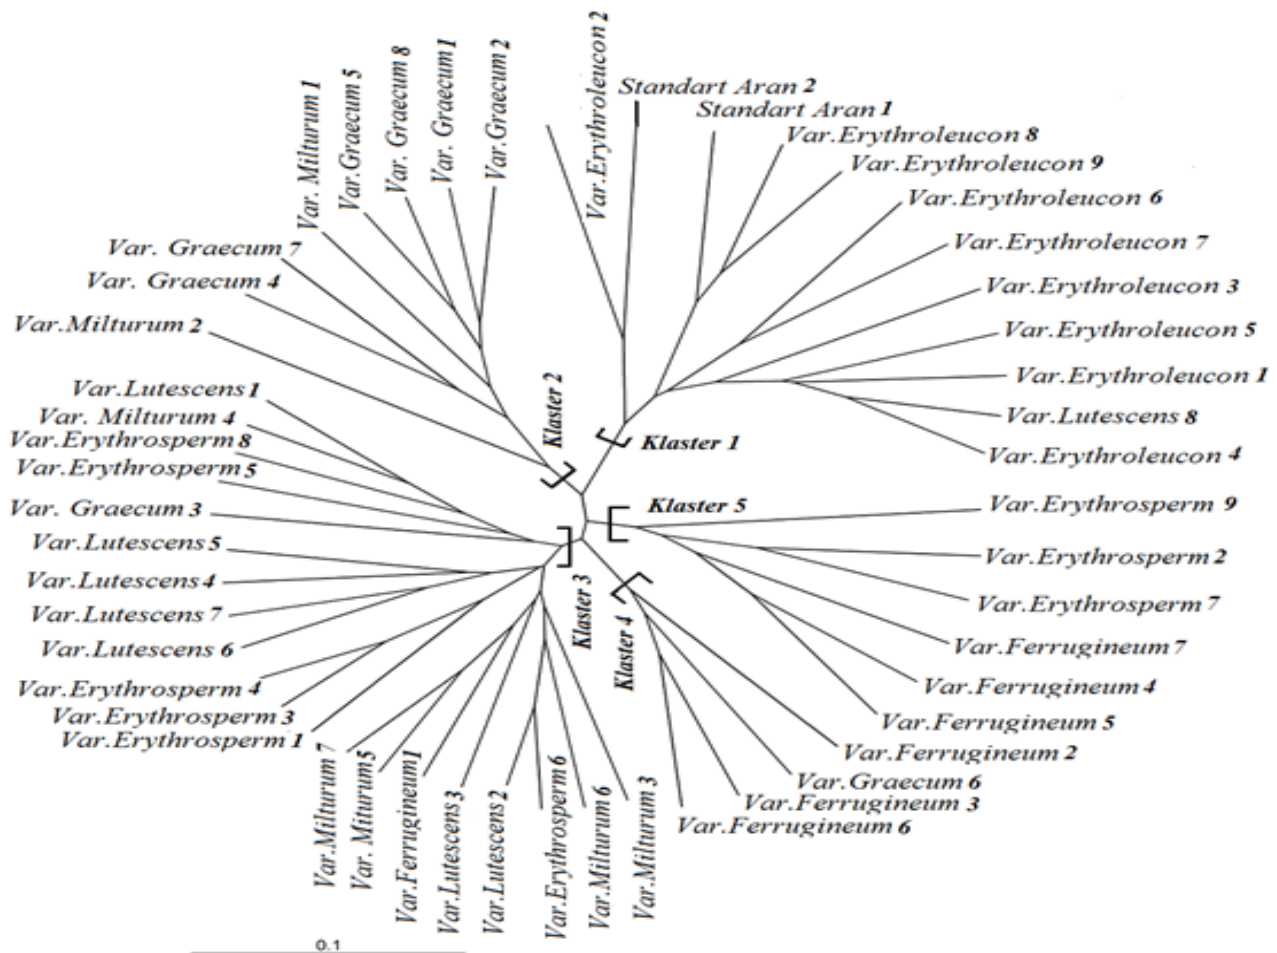 Var. Milturum 1
Var.Graecum 5
Var. Graecum 8
Var. Graecum 1
Var.Graecum 2
Var.Erythroleucon 2
Standart Aran 2
Standart Aran 1
Var.Erythroleucon 8
Var.Erythroleucon 9
Var.Erythroleucon 6
Var.Erythroleucon 7
Var.Erythroleucon 3
Var.Erythroleucon 5
Var.Erythroleucon 1
Var.Lutescens 8
Var.Erythroleucon 4
Var. Graecum 7
Var. Graecum 4
Var.Milturum 2
Klaster 2
Klaster 1
Var.Lutescens 1
Var. Milturum 4
Var.Erythrosperm 8
Var.Erythrosperm 5
Var. Graecum 3
Var.Lutescens 5
Var.Lutescens 4
Var.Lutescens 7
Var.Lutescens 6
Var.Erythrosperm 4
Var.Erythrosperm 3
Var.Erythrosperm 1
Klaster 5
Klaster 3
Klaster 4
Var.Erythrosperm 9
Var.Erythrosperm 2
Var.Erythrosperm 7
Var.Ferrugineum 7
Var.Ferrugineum 4
Var.Ferrugineum 5
Var.Ferrugineum 2
Var.Graecum 6
Var.Ferrugineum 3
Var.Ferrugineum 6
Var.Milturum 7
Var. Miturum 5
Var.Ferrugineum 1
Var.Lutescens 3
Var.Lutescens 2
Var.Erythrosperm 6
Var.Milturum 6
Var.Milturum 3
0.1